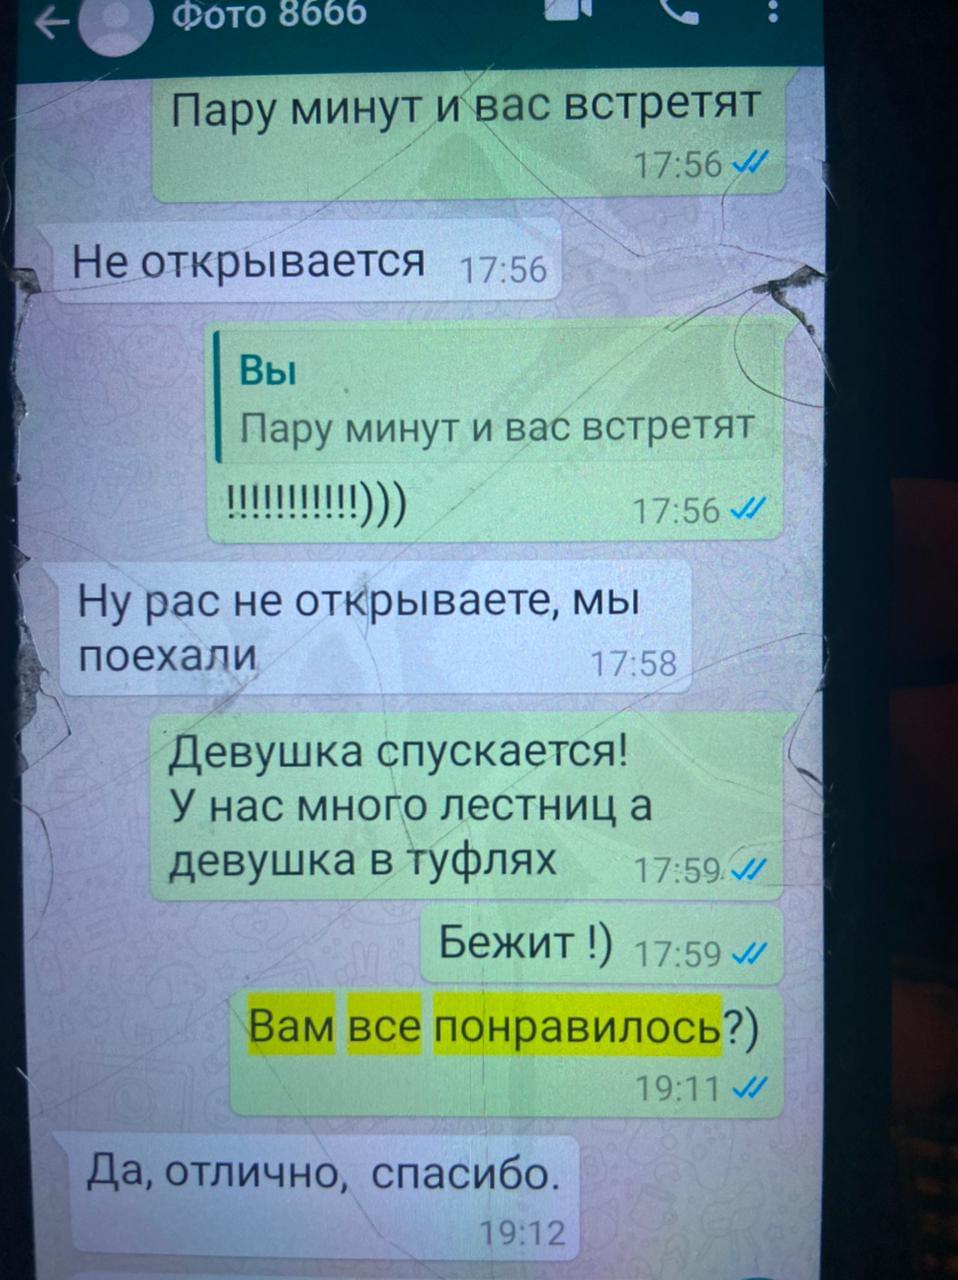 Фото 8666
Пару минут и вас встретят
17:56
Не открывается 17:56
Вы
Пару минут и вас встретят
!!!!!!!!!!!!))) 17:56
Ну рас не открываете, мы
поехали 17:58
Девушка спускается!
У нас много лестниц а
девушка в туфлях 17:59
Бежит !) 17:59
Вам все понравилось?)
19:11
Да, отлично, спасибо.
19:12